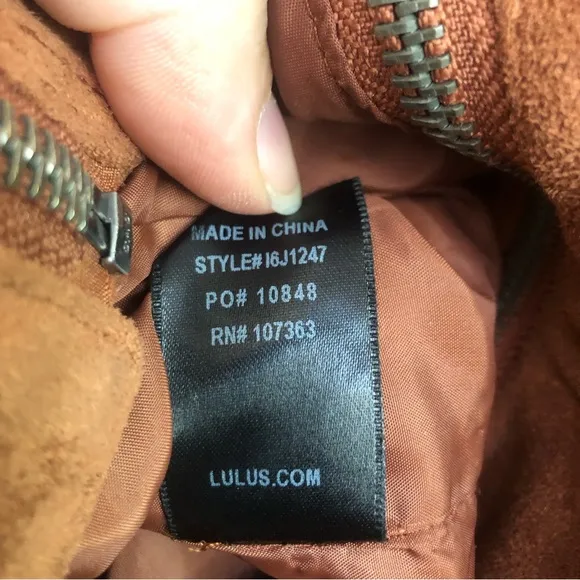 MADE IN CHINA
STYLE# I6J1247
PO# 10848
RN# 107363
LULUS.COM